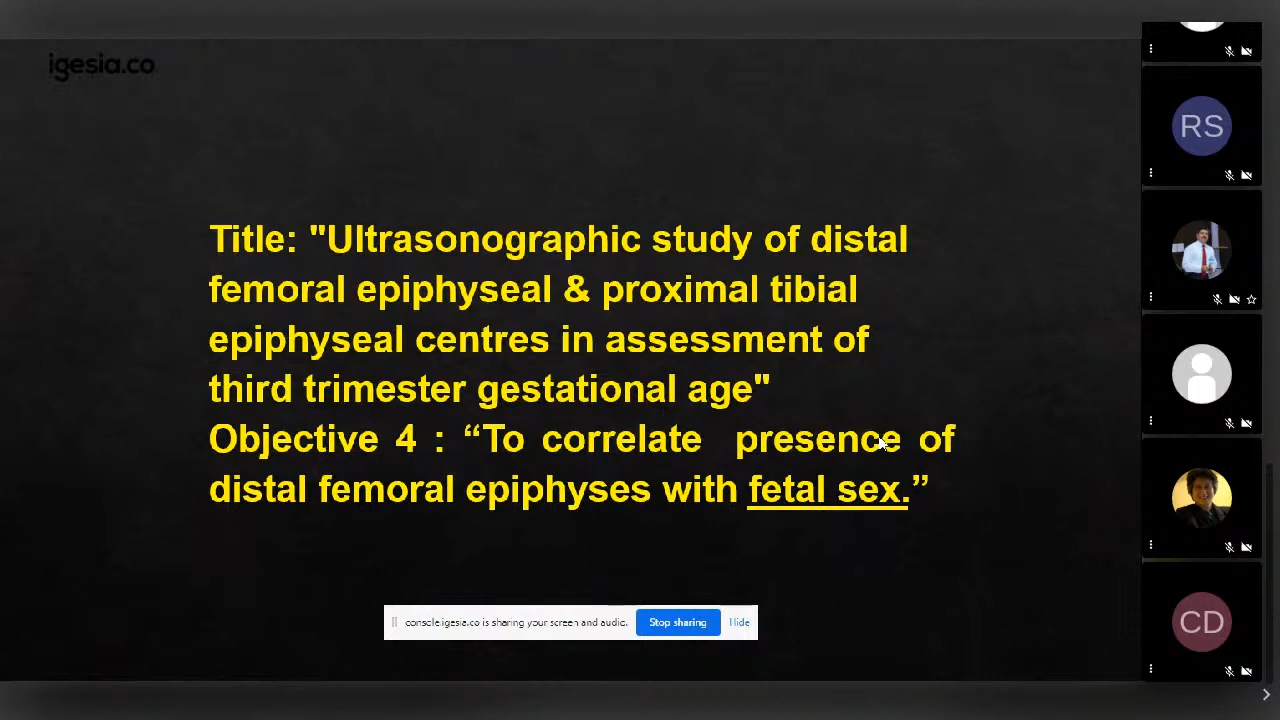 igesia.co
RS
Title: "Ultrasonographic study of distal
femoral epiphyseal & proximal tibial
epiphyseal centres in assessment of
third trimester gestational age"
Objective 4 : “To correlate presence of
distal femoral epiphyses with fetal sex.”
console.igesia.co is sharing your screen and audio. Stop sharing Hide
CD